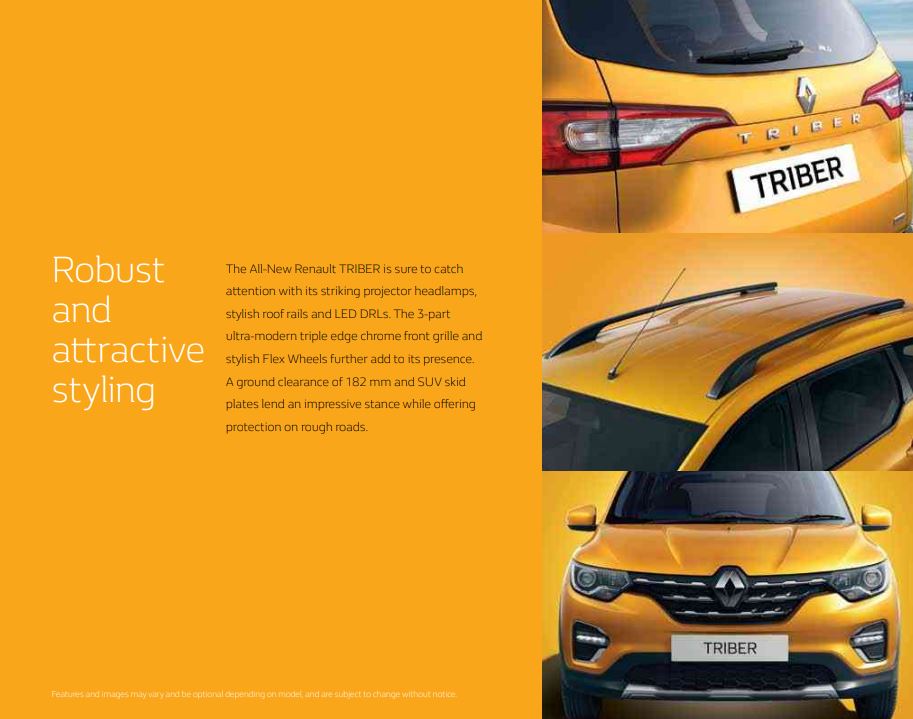 Robust
and
attractive
styling
The All-New Renault TRIBER is sure to catch
attention with its striking projector headlamps,
stylish roof rails and LED DRLs. The 3-part
ultra-modern triple edge chrome front grille and
stylish Flex Wheels further add to its presence.
A ground clearance of 182 mm and SUV skid
plates lend an impressive stance while offering
protection on rough roads.
TRIBER
TRIBER
TRIBER
Features and images may vary and be optional depending on model, and are subject to change without notice.